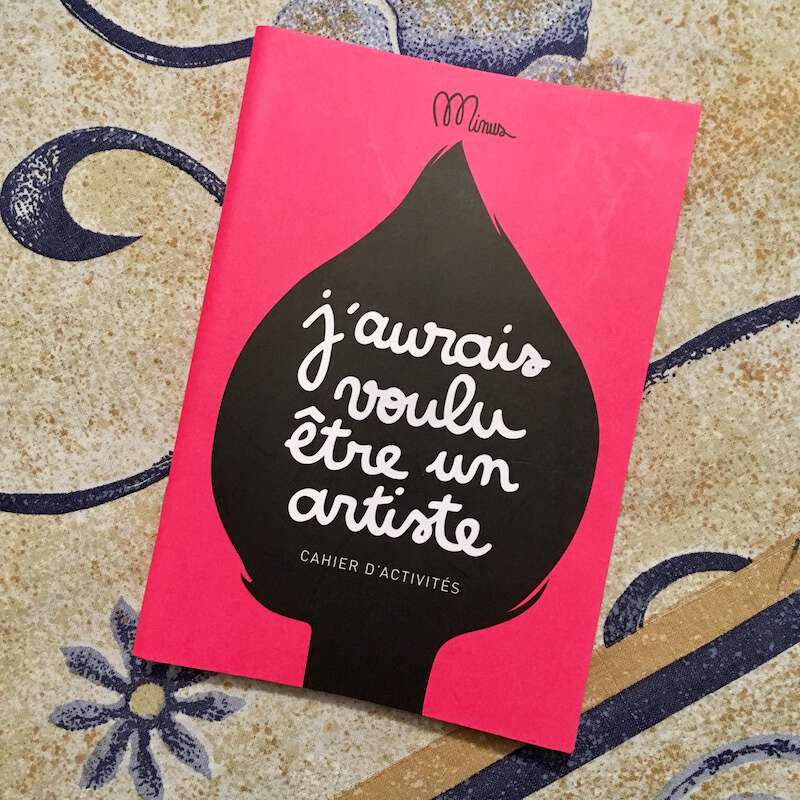 Minus
j'aurais
voulu
être un
artiste
CAHIER D'ACTIVITÉS